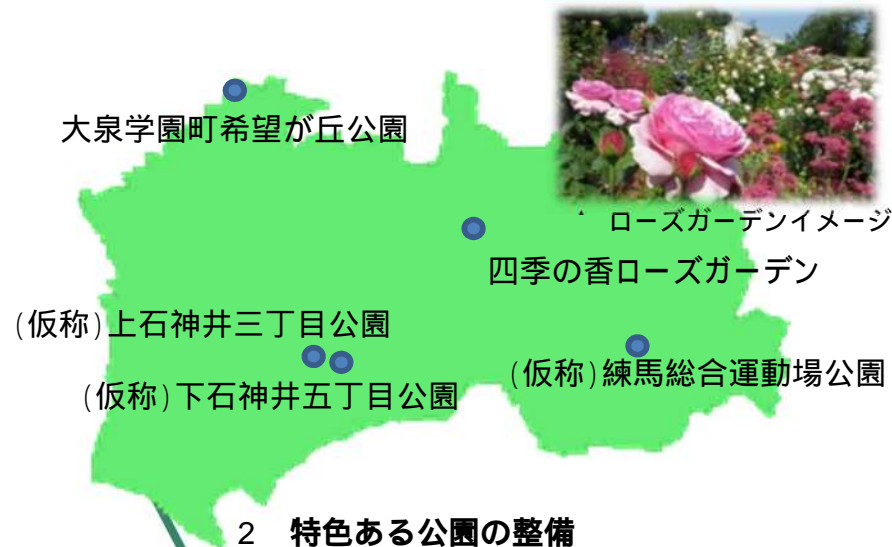 大泉学園町希望が丘公園
▲ ローズガーデンイメージ
四季の香ローズガーデン
(仮称)上石神井三丁目公園
(仮称)下石神井五丁目公園
(仮称)練馬総合運動場公園
2 特色ある公園の整備